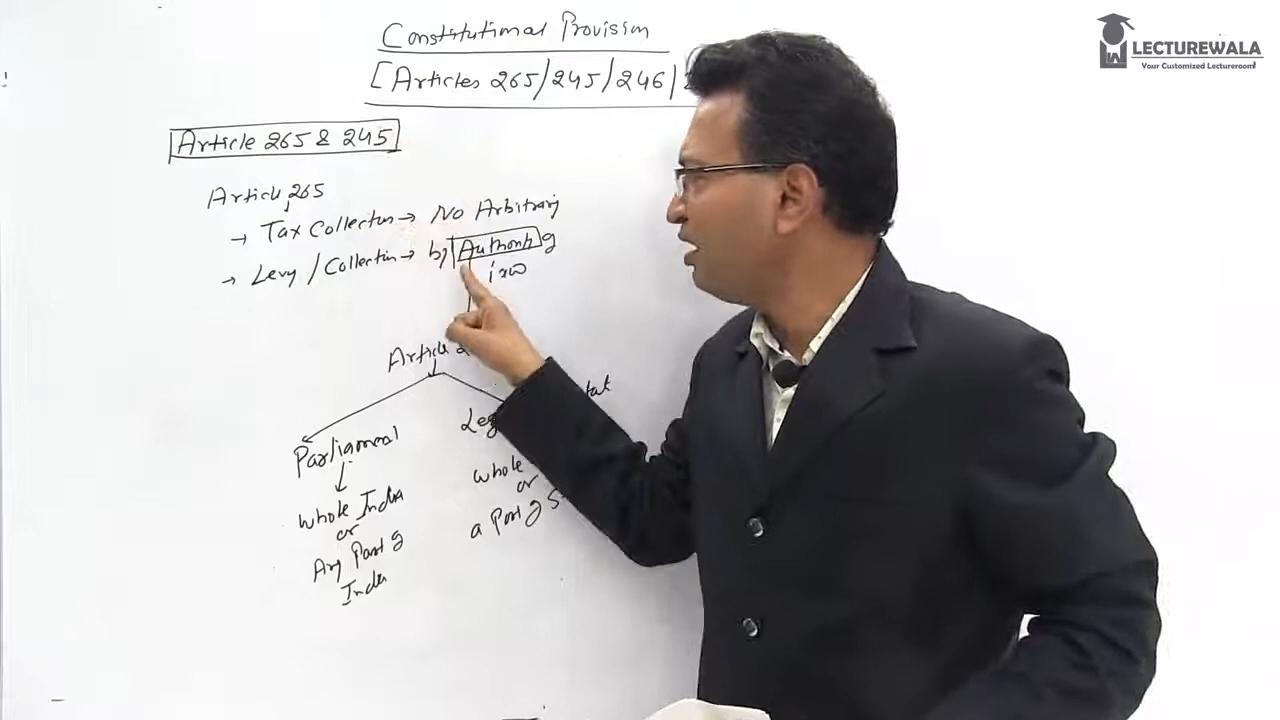 Constitutional Provision
[Articles 265/245/246/
LECTUREWALA
Your Customized Lectureroom!
Article 265 & 245
Article 265
→ Tax Collection → No Arbitrary
→ Levy / Collection → by Authority
Article 2
Parliament
whole India
or
Any Part of
India
Leg
whole
or
a Part of S